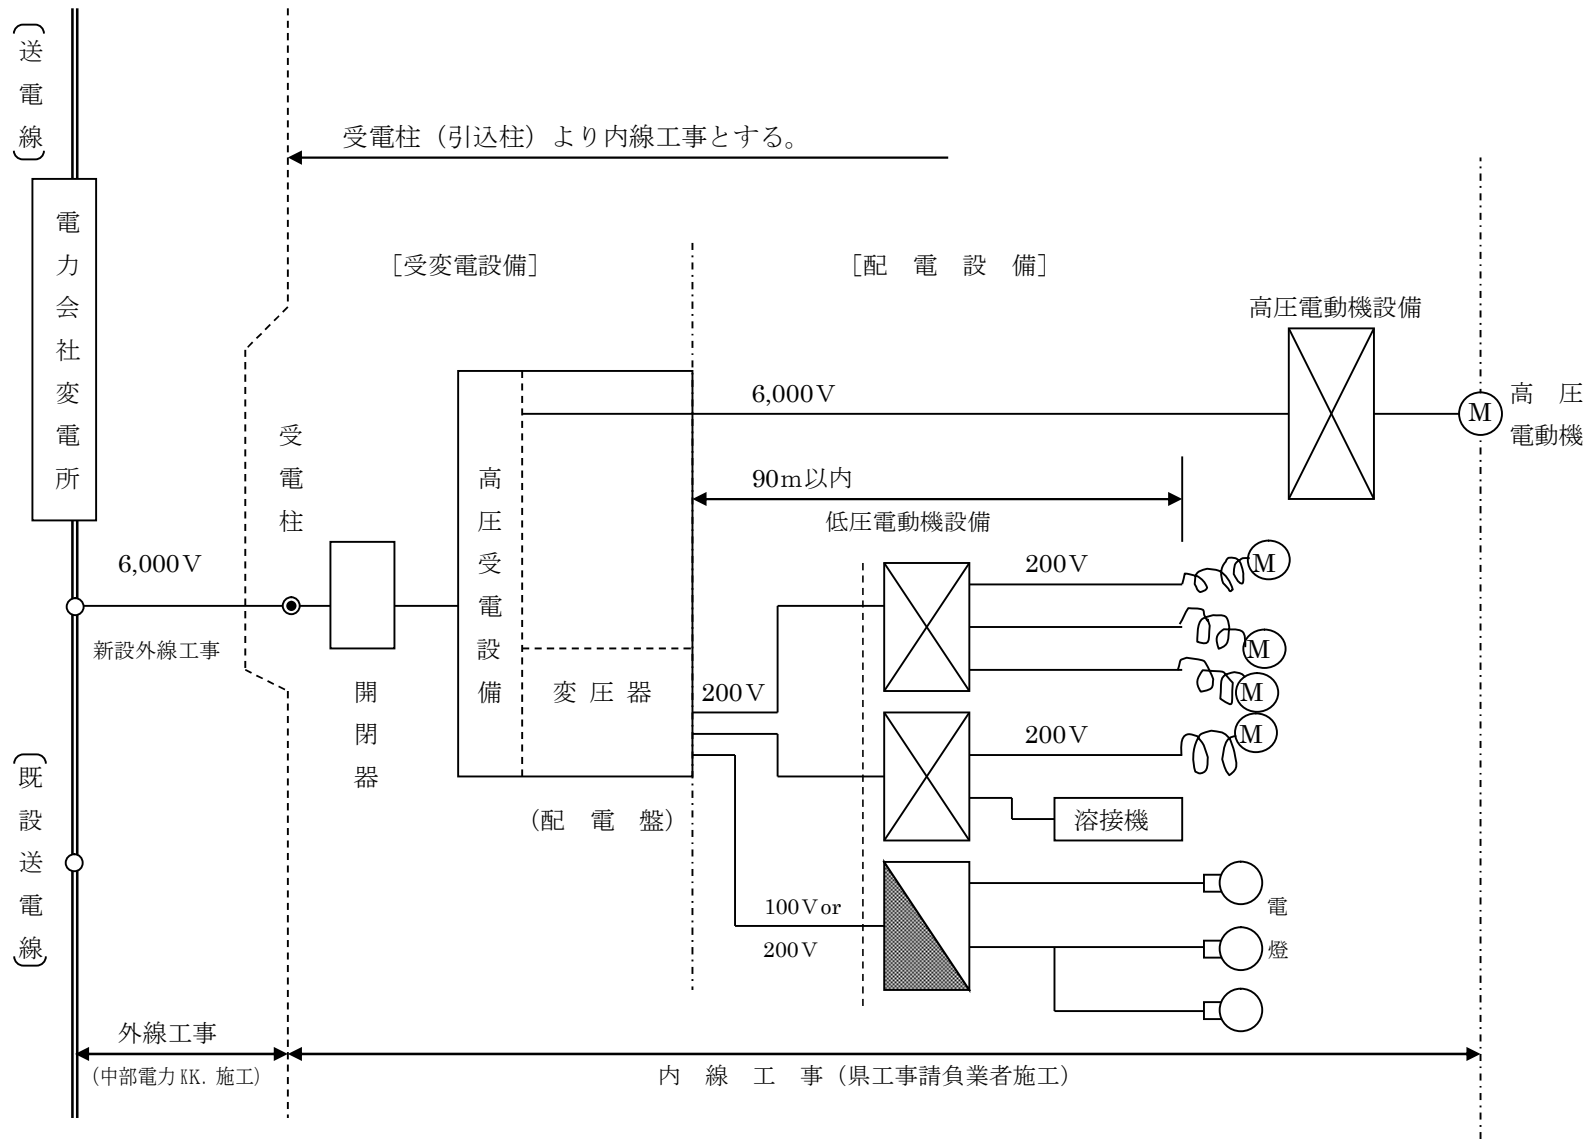 〔送電線〕
受電柱（引込柱）より内線工事とする。
電力会社変電所
［受変電設備］
［配　電　設　備］
高圧電動機設備
6,000V
M
高　圧
電動機
受電柱
高圧受電設備
90m以内
低圧電動機設備
6,000V
新設外線工事
200V
M
M
M
開閉器
変 圧 器
200V
200V
M
溶接機
（配　電　盤）
〔既設送電線〕
100Vor
200V
電
燈
外線工事
（中部電力KK．施工）
内　線　工　事（県工事請負業者施工）